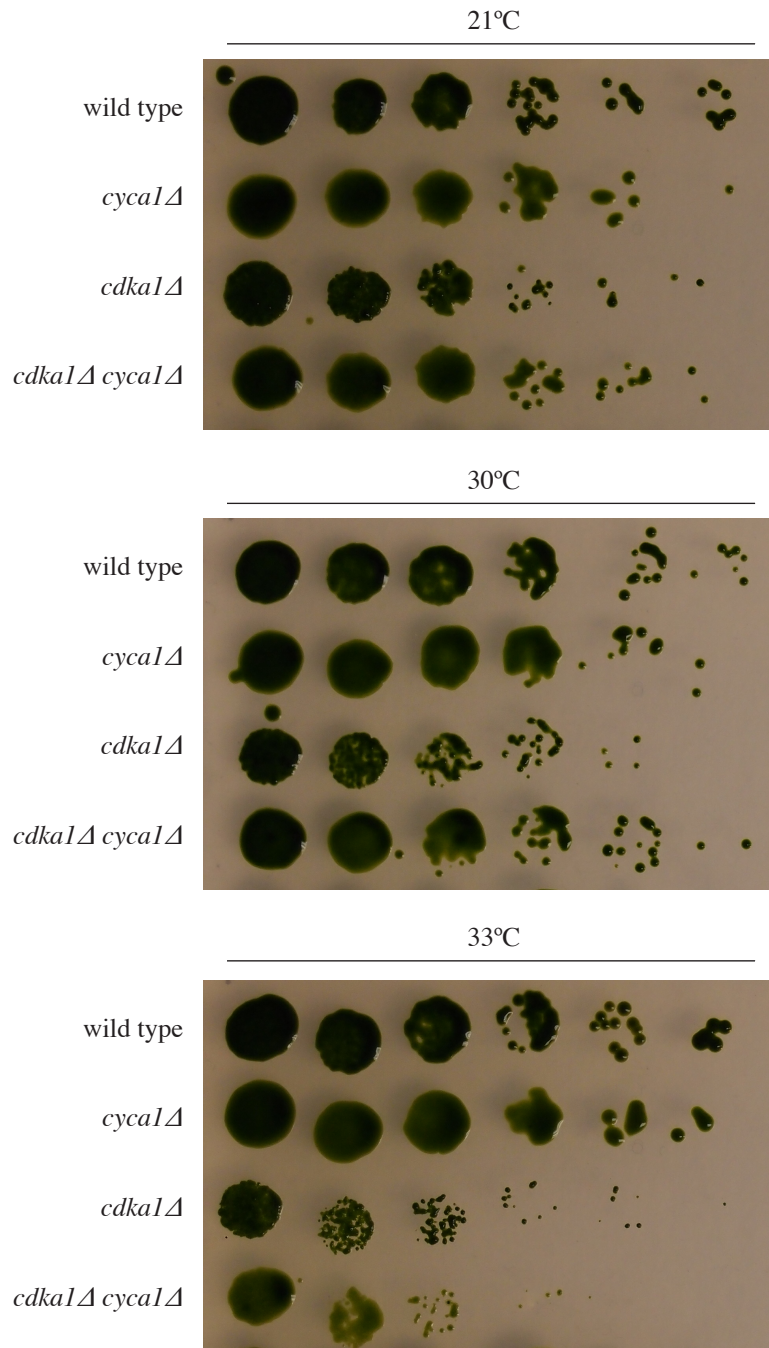 21ºC
wild type
cyca1Δ
cdka1Δ
cdka1Δ cyca1Δ
30ºC
wild type
cyca1Δ
cdka1Δ
cdka1Δ cyca1Δ
33ºC
wild type
cyca1Δ
cdka1Δ
cdka1Δ cyca1Δ